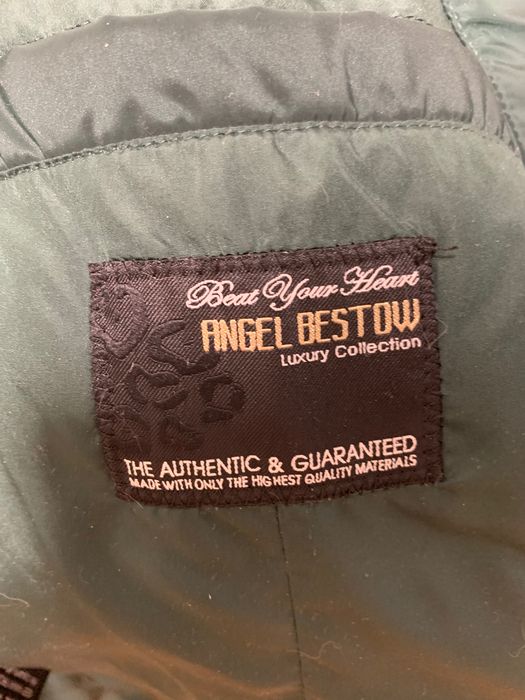 Beat Your Heart
ANGEL BESTOW
Luxury Collection
THE AUTHENTIC & GUARANTEED
MADE WITH ONLY THE HIGHEST QUALITY MATERIALS